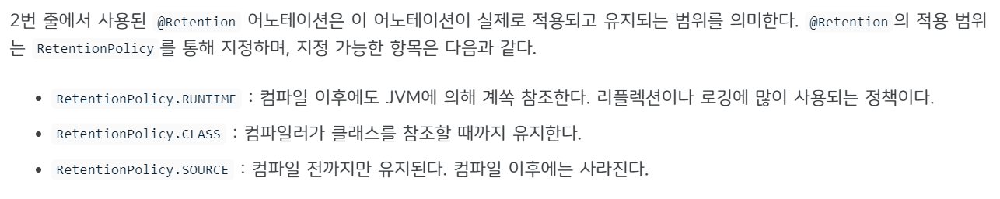 2번 줄에서 사용된 @Retention 어노테이션은 이 어노테이션이 실제로 적용되고 유지되는 범위를 의미한다. @Retention 의 적용 범위
는 RetentionPolicy 를 통해 지정하며, 지정 가능한 항목은 다음과 같다.
• RetentionPolicy.RUNTIME : 컴파일 이후에도 JVM에 의해 계쏙 참조한다. 리플렉션이나 로깅에 많이 사용되는 정책이다.
• RetentionPolicy.CLASS : 컴파일러가 클래스를 참조할 때까지 유지한다.
• RetentionPolicy.SOURCE : 컴파일 전까지만 유지된다. 컴파일 이후에는 사라진다.